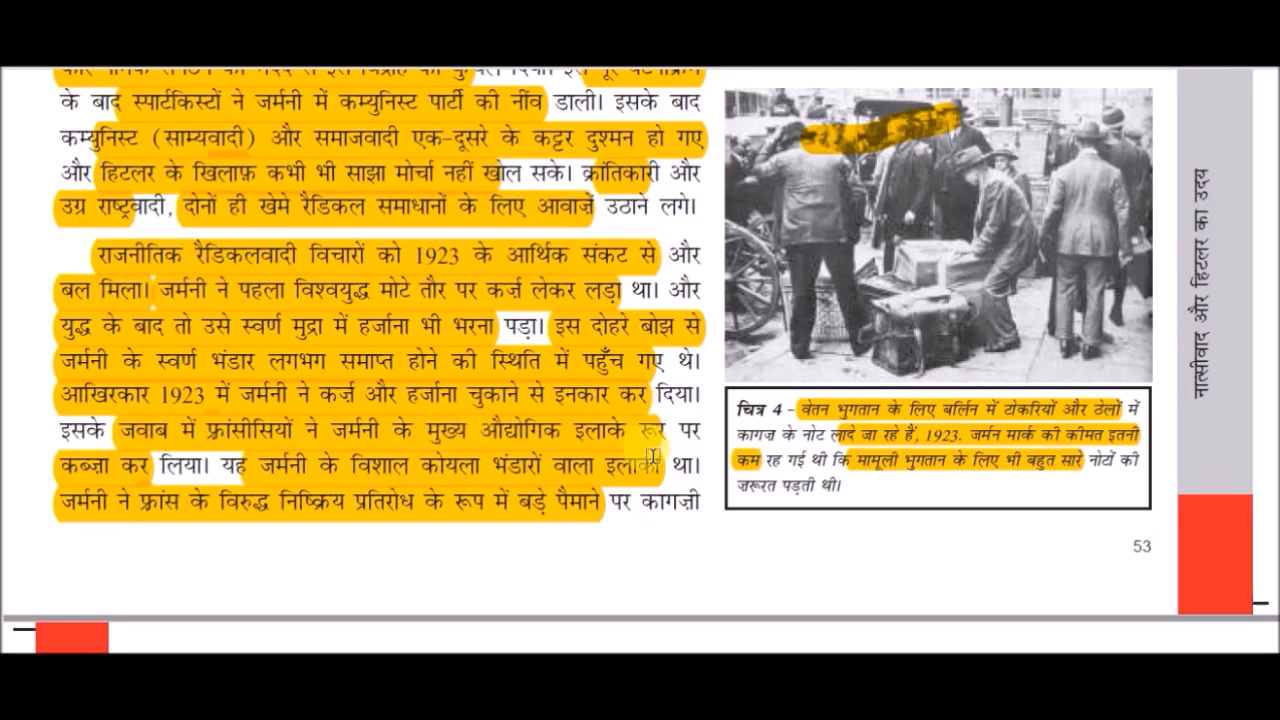 के बाद स्पार्टकिस्टों ने जर्मनी में कम्युनिस्ट पार्टी की नींव डाली। इसके बाद
कम्युनिस्ट (साम्यवादी) और समाजवादी एक-दूसरे के कट्टर दुश्मन हो गए
और हिटलर के खिलाफ़ कभी भी साझा मोर्चा नहीं खोल सके। क्रांतिकारी और
उग्र राष्ट्रवादी, दोनों ही खेमे रैडिकल समाधानों के लिए आवाज़ें उठाने लगे।
राजनीतिक रैडिकलवादी विचारों को 1923 के आर्थिक संकट से और
बल मिला। जर्मनी ने पहला विश्वयुद्ध मोटे तौर पर कर्ज़ लेकर लड़ा था। और
युद्ध के बाद तो उसे स्वर्ण मुद्रा में हर्जाना भी भरना पड़ा। इस दोहरे बोझ से
जर्मनी के स्वर्ण भंडार लगभग समाप्त होने की स्थिति में पहुँच गए थे।
आखिरकार 1923 में जर्मनी ने कर्ज़ और हर्जाना चुकाने से इनकार कर दिया।
इसके जवाब में फ़्रांसीसियों ने जर्मनी के मुख्य औद्योगिक इलाके रूर पर
कब्ज़ा कर लिया। यह जर्मनी के विशाल कोयला भंडारों वाला इलाका था।
जर्मनी ने फ़्रांस के विरुद्ध निष्क्रिय प्रतिरोध के रूप में बड़े पैमाने पर कागज़ी
चित्र 4 – वेतन भुगतान के लिए बर्लिन में टोकरियों और ठेलों में
कागज़ के नोट लादे जा रहे हैं, 1923. जर्मन मार्क की कीमत इतनी
कम रह गई थी कि मामूली भुगतान के लिए भी बहुत सारे नोटों की
ज़रूरत पड़ती थी।
53
नात्सीवाद और हिटलर का उदय